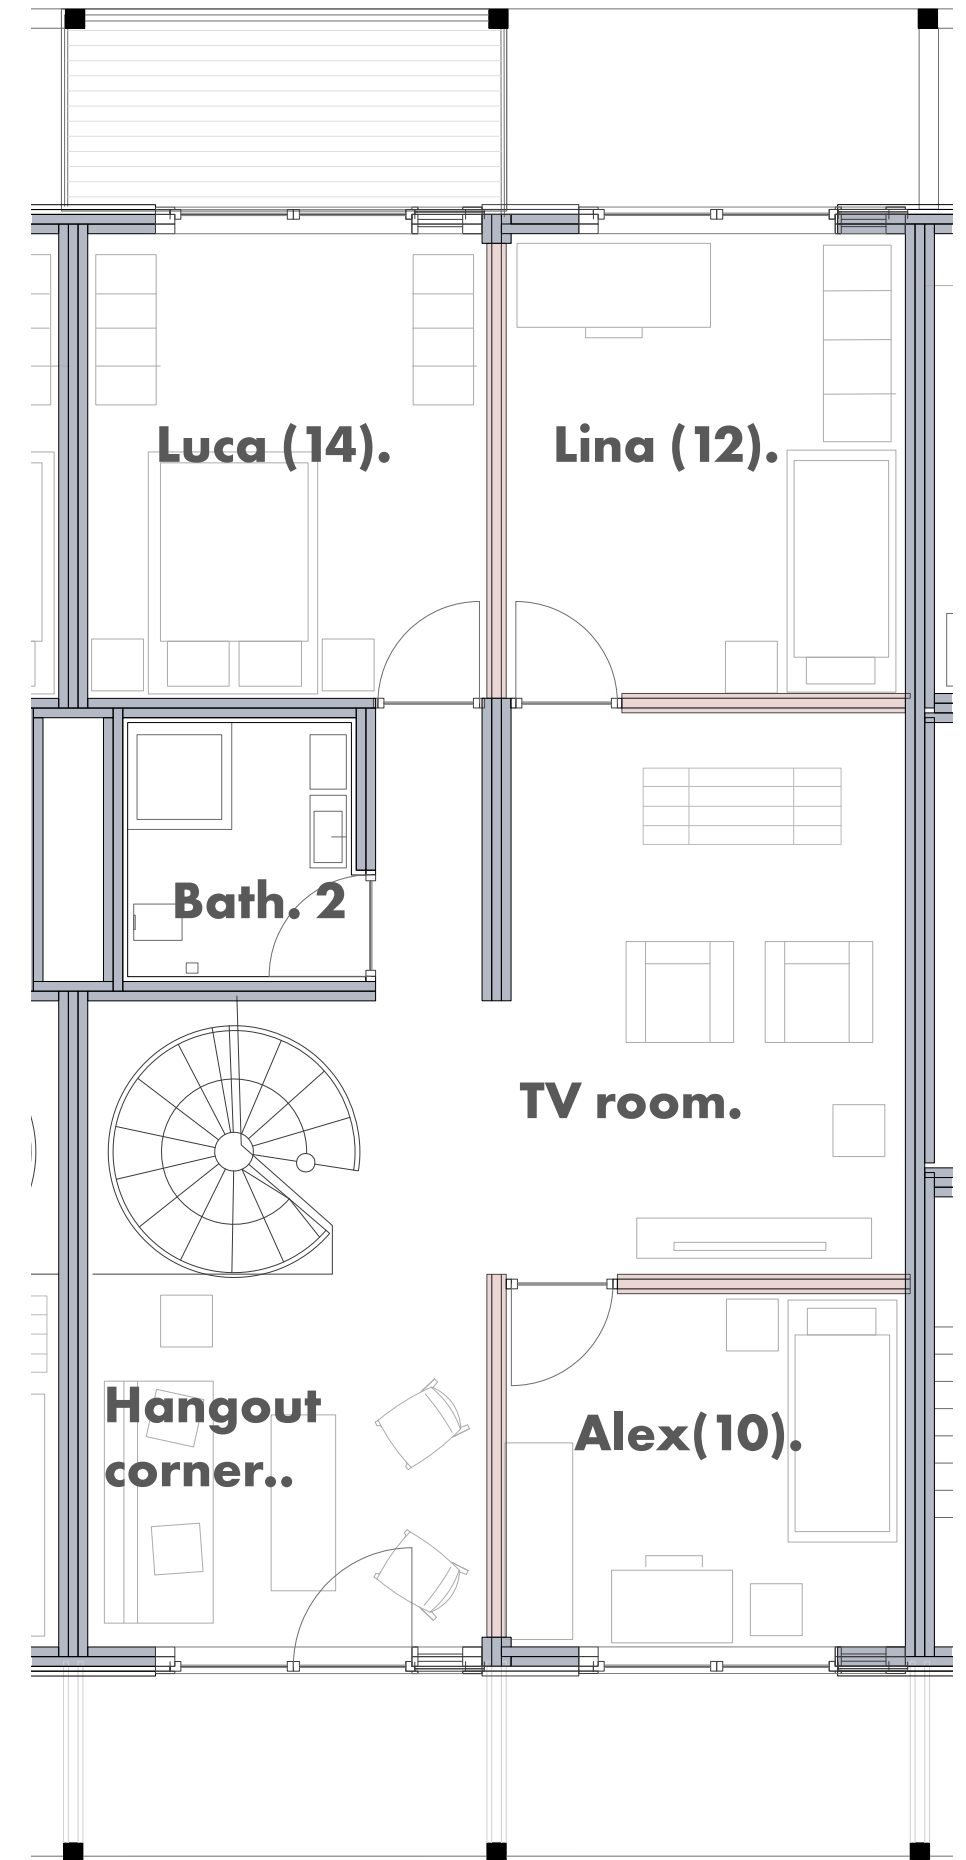 Luca (14).
Lina (12).
Bath. 2
TV room.
Hangout
corner..
Alex(10).